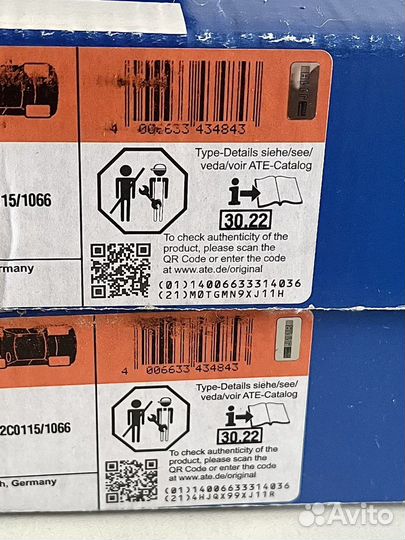 4 006633 434843
Type-Details siehe/see/
veda/voir ATE-Catalog
15/1066
i
30.22
To check authenticity of the
product, please scan the
QR Code or enter the code
at www.ate.de/original
rmany
(01)14006633314036
(21)M0TGMN9XJ11H
4 006633 434843
Type-Details siehe/see/
veda/voir ATE-Catalog
2C0115/1066
i
30.22
To check authenticity of the
product, please scan the
QR Code or enter the code
at www.ate.de/original
h, Germany
(01)14006633314036
(21)4HJQX99XJ11R
Avito